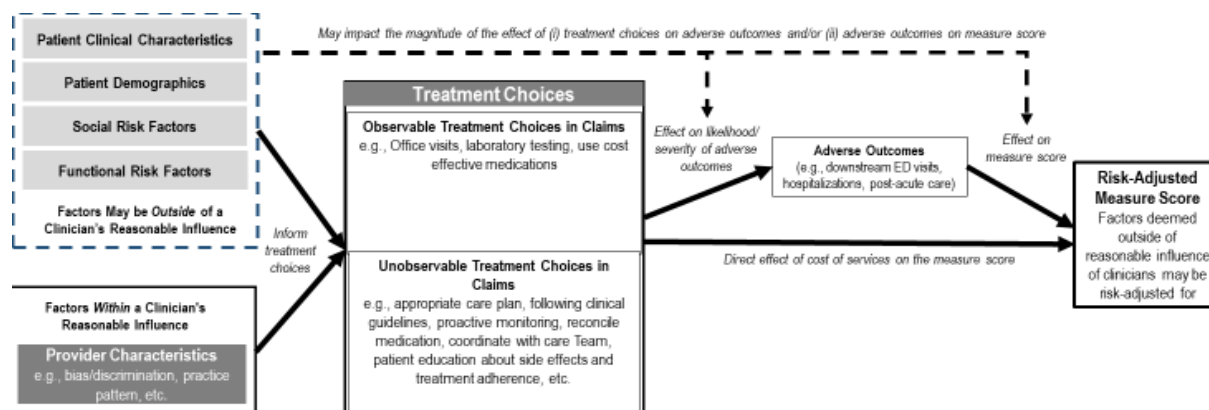 Patient Clinical Characteristics
Patient Demographics
Social Risk Factors
Functional Risk Factors
Factors May be Outside of a
Clinician's Reasonable Influence
Factors Within a Clinician's
Reasonable Influence
Provider Characteristics
e.g., bias/discrimination, practice
pattern, etc.
Inform
treatment
choices
May impact the magnitude of the effect of (i) treatment choices on adverse outcomes and/or (ii) adverse outcomes on measure score
Treatment Choices
Observable Treatment Choices in Claims
e.g., Office visits, laboratory testing, use cost
effective medications
Unobservable Treatment Choices in
Claims
e.g., appropriate care plan, following clinical
guidelines, proactive monitoring, reconcile
medication, coordinate with care Team,
patient education about side effects and
treatment adherence, etc.
Effect on likelihood/
severity of adverse
outcomes
Adverse Outcomes
(e.g., downstream ED visits,
hospitalizations, post-acute care)
Effect on
measure score
Direct effect of cost of services on the measure score
Risk-Adjusted
Measure Score
Factors deemed
outside of
reasonable influence
of clinicians may be
risk-adjusted for